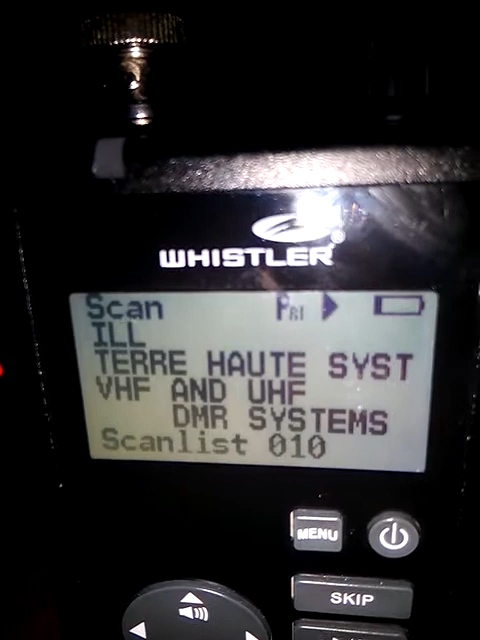 WHISTLER®
Scan PRI
ILL
TERRE HAUTE SYST
VHF AND UHF
DMR SYSTEMS
Scanlist 010
MENU
SKIP